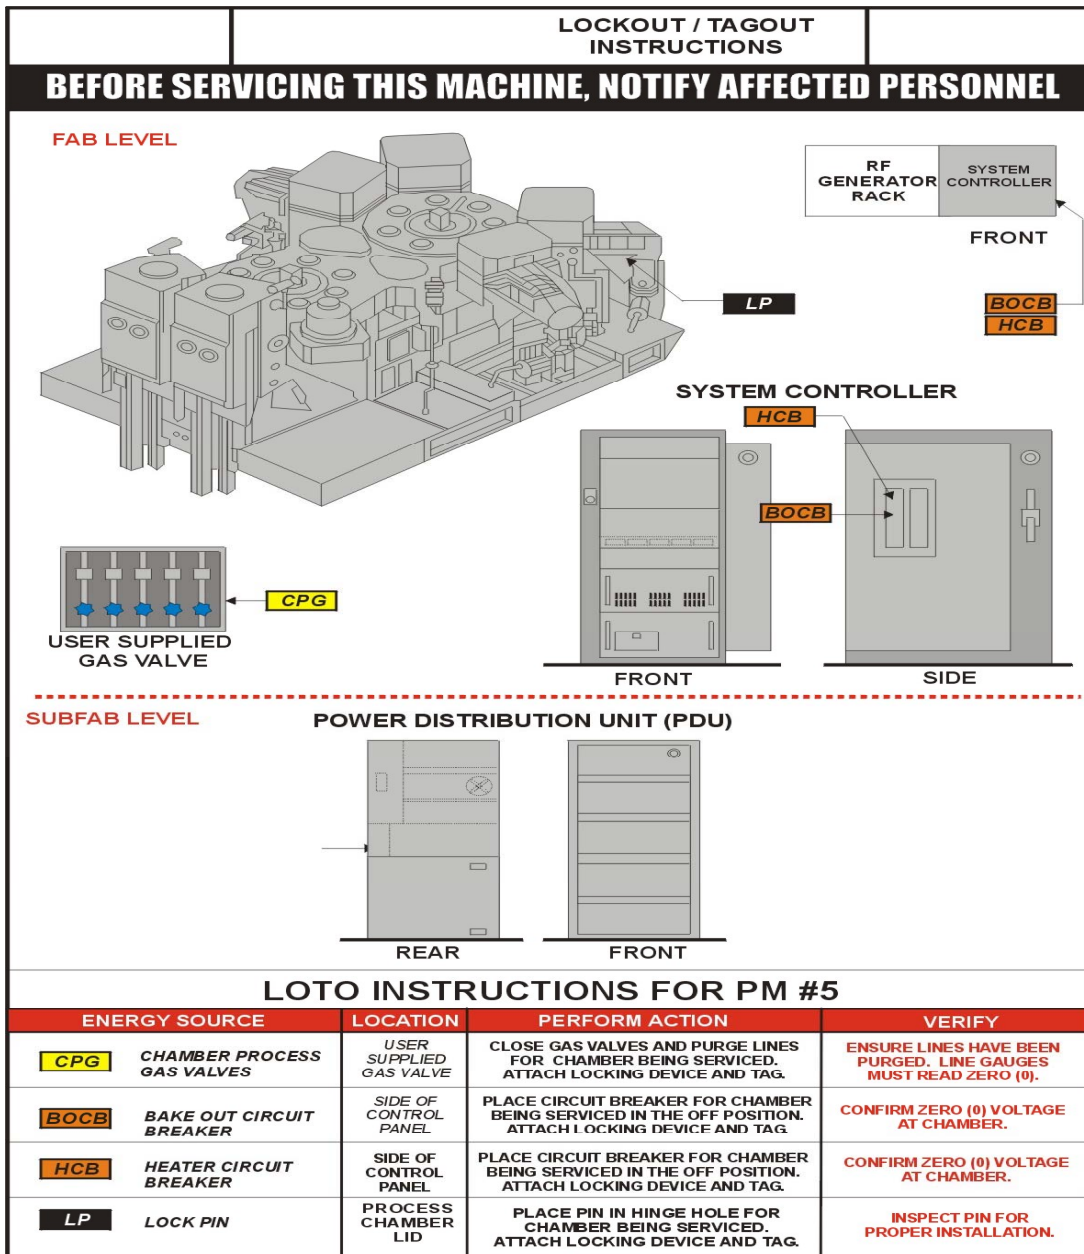 LOCKOUT / TAGOUT
INSTRUCTIONS
BEFORE SERVICING THIS MACHINE, NOTIFY AFFECTED PERSONNEL
FAB LEVEL
RF
GENERATOR
RACK
SYSTEM
CONTROLLER
FRONT
LP
BOCB
HCB
SYSTEM CONTROLLER
HCB
BOCB
CPG
USER SUPPLIED
GAS VALVE
FRONT
SIDE
SUBFAB LEVEL
POWER DISTRIBUTION UNIT (PDU)
REAR
FRONT
LOTO INSTRUCTIONS FOR PM #5
ENERGY SOURCE
LOCATION
PERFORM ACTION
VERIFY
CPG
CHAMBER PROCESS
GAS VALVES
USER
SUPPLIED
GAS VALVE
CLOSE GAS VALVES AND PURGE LINES
FOR CHAMBER BEING SERVICED.
ATTACH LOCKING DEVICE AND TAG.
ENSURE LINES HAVE BEEN
PURGED. LINE GAUGES
MUST READ ZERO (0).
BOCB
BAKE OUT CIRCUIT
BREAKER
SIDE OF
CONTROL
PANEL
PLACE CIRCUIT BREAKER FOR CHAMBER
BEING SERVICED IN THE OFF POSITION.
ATTACH LOCKING DEVICE AND TAG.
CONFIRM ZERO (0) VOLTAGE
AT CHAMBER.
HCB
HEATER CIRCUIT
BREAKER
SIDE OF
CONTROL
PANEL
PLACE CIRCUIT BREAKER FOR CHAMBER
BEING SERVICED IN THE OFF POSITION.
ATTACH LOCKING DEVICE AND TAG.
CONFIRM ZERO (0) VOLTAGE
AT CHAMBER.
LP
LOCK PIN
PROCESS
CHAMBER
LID
PLACE PIN IN HINGE HOLE FOR
CHAMBER BEING SERVICED.
ATTACH LOCKING DEVICE AND TAG.
INSPECT PIN FOR
PROPER INSTALLATION.